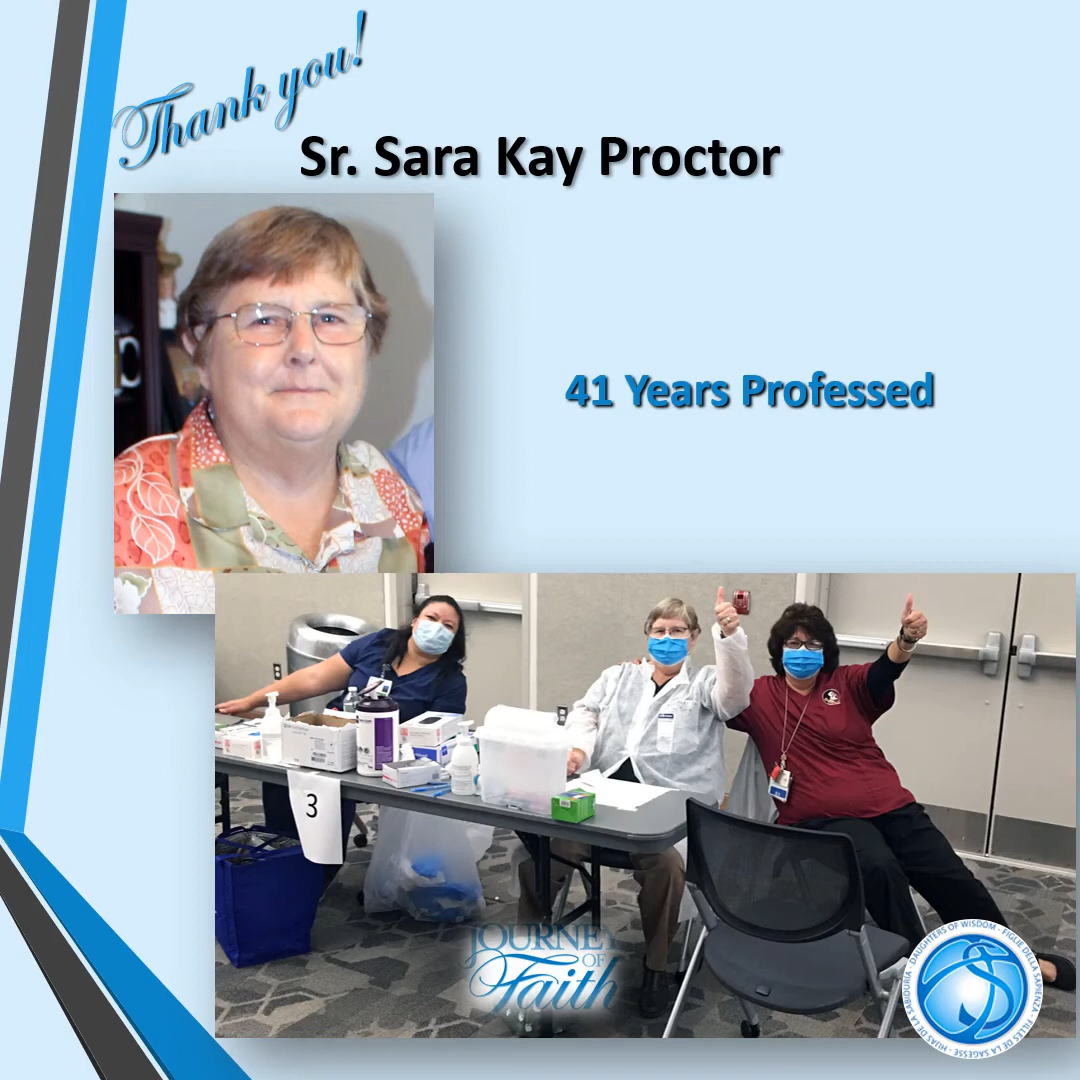 Thank you!
Sr. Sara Kay Proctor
41 Years Professed
3
JOURNEY
OF
Faith
DAUGHTERS OF WISDOM - FIGLIE DELLA SAPIENZA - FILLES DE LA SAGESSE - HIJAS DE LA SABIDURIA -